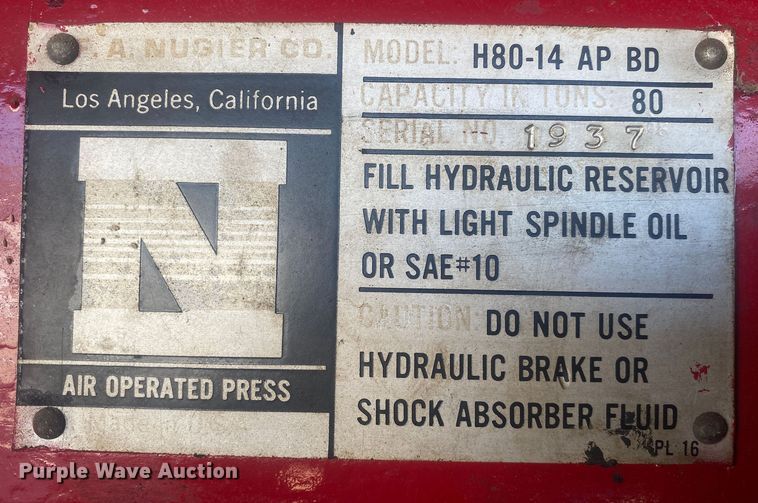 F. A. NUGIER CO.
Los Angeles, California
N
AIR OPERATED PRESS
Made in
MODEL: H80-14 AP BD
CAPACITY IN TONS: 80
SERIAL NO. 1937
FILL HYDRAULIC RESERVOIR
WITH LIGHT SPINDLE OIL
OR SAE#10
CAUTION: DO NOT USE
HYDRAULIC BRAKE OR
SHOCK ABSORBER FLUID
PL 16
Purple Wave Auction